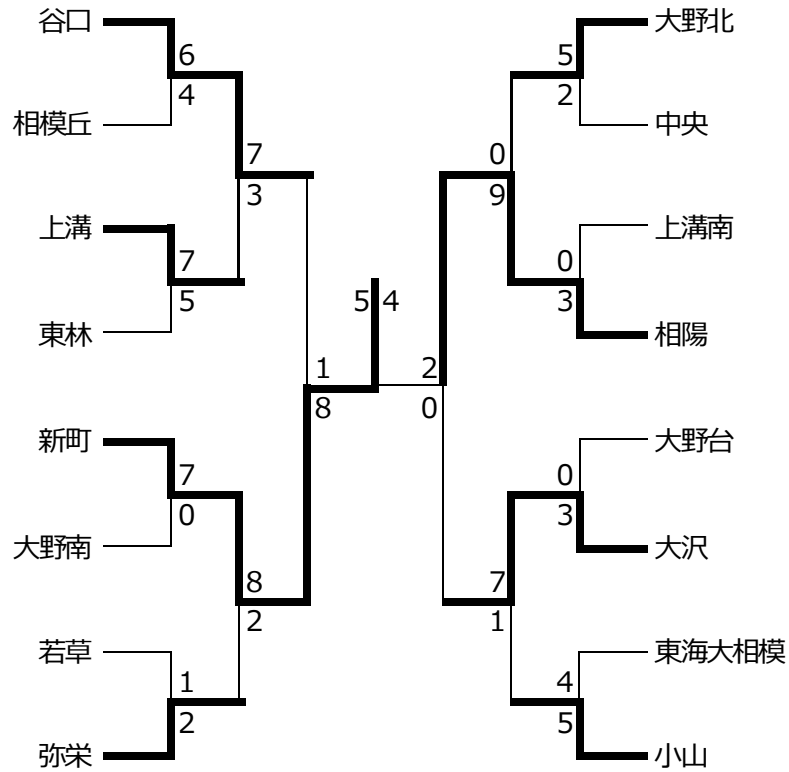 谷口
大野北
6
5
4
2
相模丘
中央
7
0
3
9
上溝
上溝南
7
0
5
3
5
4
東林
相陽
1
2
8
0
新町
大野台
7
0
0
3
大野南
大沢
8
7
2
1
若草
東海大相模
1
4
2
5
弥栄
小山